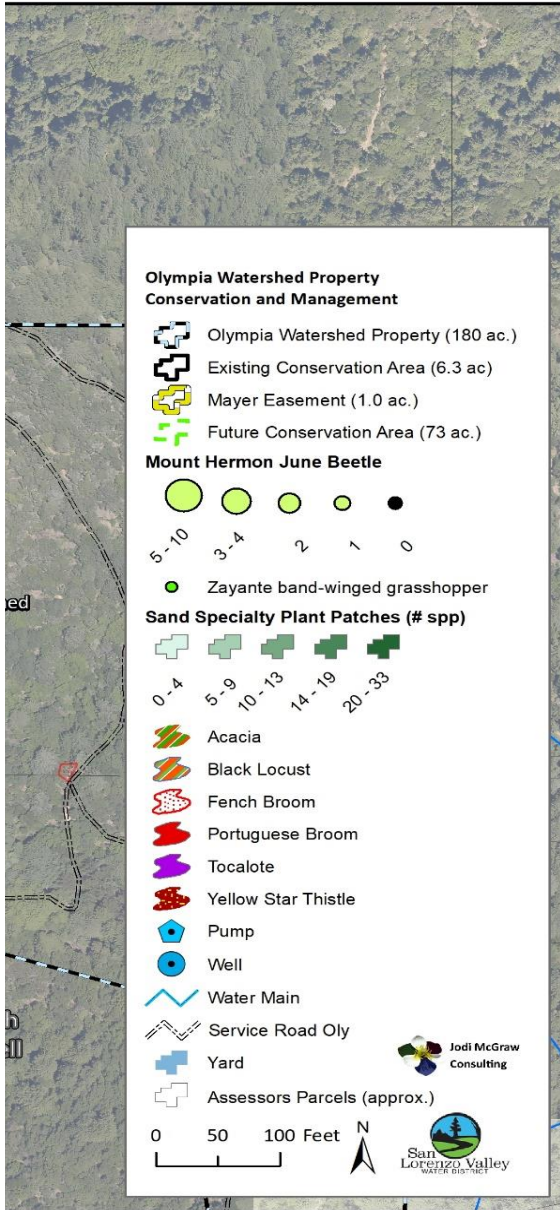 Olympia Watershed Property
Conservation and Management
Olympia Watershed Property (180 ac.)
Existing Conservation Area (6.3 ac)
Mayer Easement (1.0 ac.)
Future Conservation Area (73 ac.)
Mount Hermon June Beetle
5 - 10 3 - 4 2 1 0
Zayante band-winged grasshopper
Sand Specialty Plant Patches (# spp)
0 - 4 5 - 9 10 - 13 14 - 19 20 - 33
Acacia
Black Locust
Fench Broom
Portuguese Broom
Tocalote
Yellow Star Thistle
Pump
Well
Water Main
Service Road Oly
Yard
Assessors Parcels (approx.)
Jodi McGraw
Consulting
0 50 100 Feet
N
San
Lorenzo Valley
WATER DISTRICT